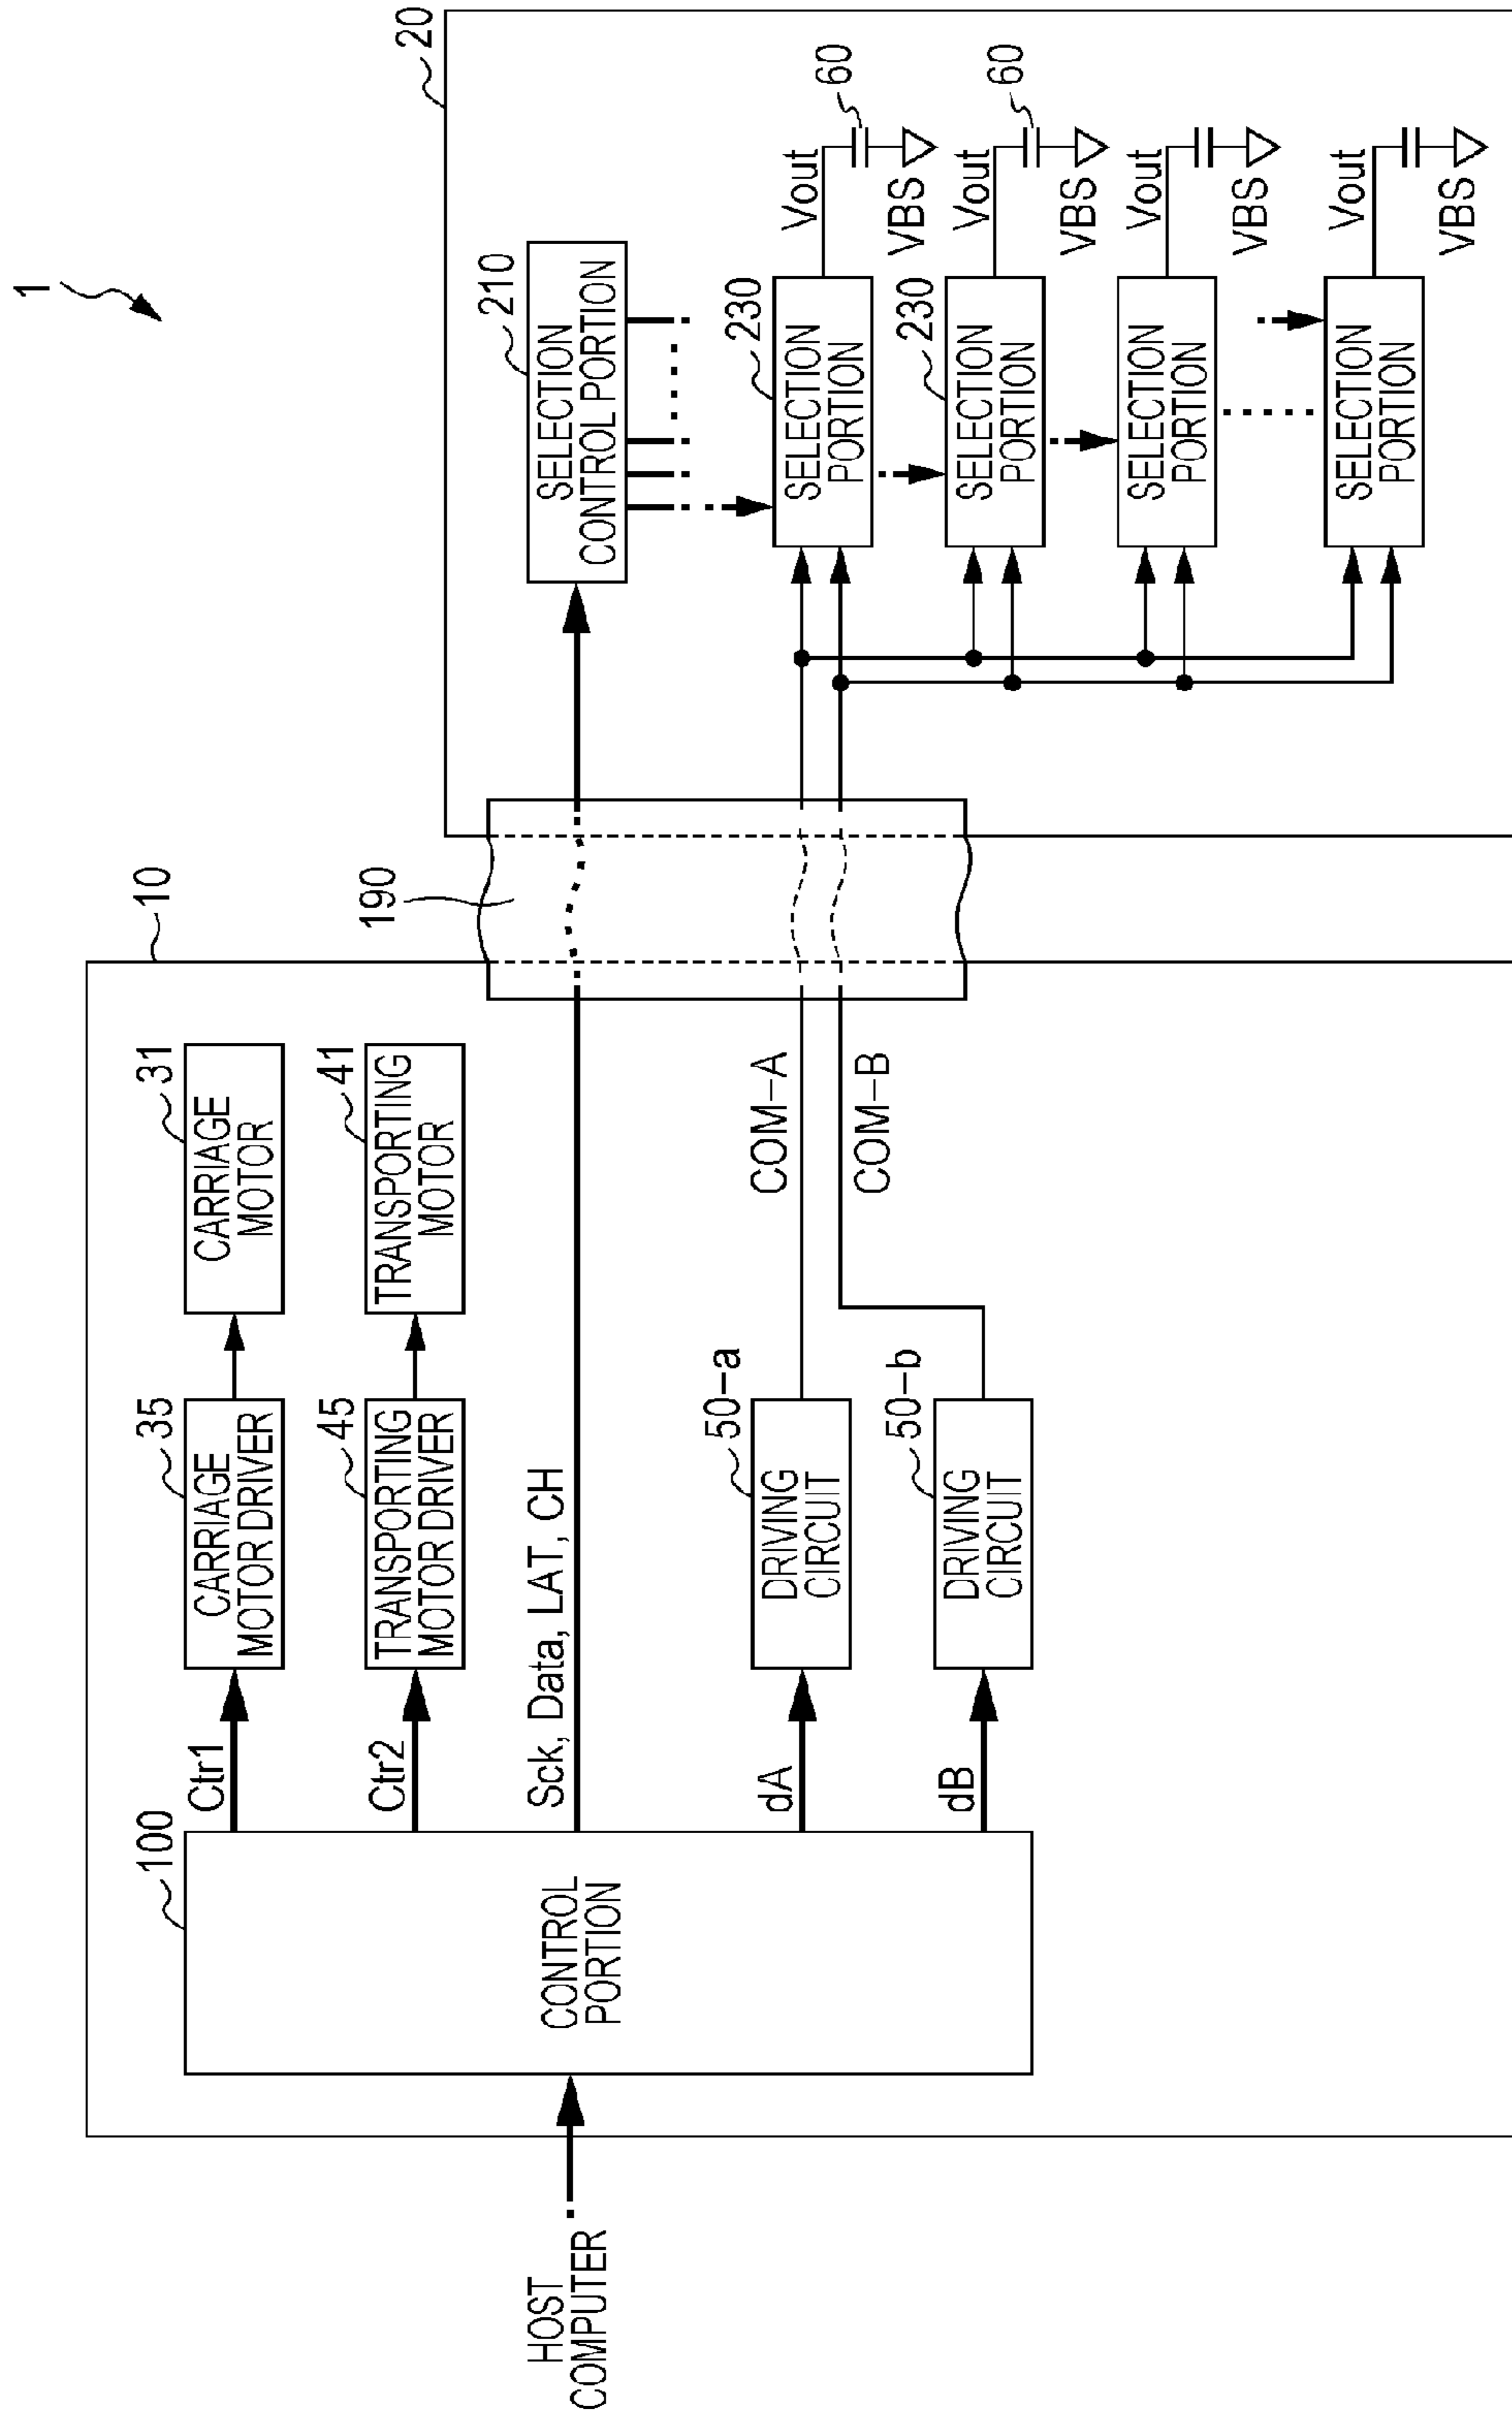 1
10
20
100
35
31
CARRIAGE
MOTOR DRIVER
CARRIAGE
MOTOR
Ctr1
45
41
TRANSPORTING
MOTOR DRIVER
TRANSPORTING
MOTOR
Ctr2
190
210
SELECTION
CONTROL PORTION
Sck, Data, LAT, CH
HOST
COMPUTER
CONTROL
PORTION
50-a
DRIVING
CIRCUIT
dA
COM-A
50-b
DRIVING
CIRCUIT
dB
COM-B
230
SELECTION
PORTION
Vout
60
VBS
230
SELECTION
PORTION
Vout
60
VBS
SELECTION
PORTION
Vout
VBS
SELECTION
PORTION
Vout
VBS